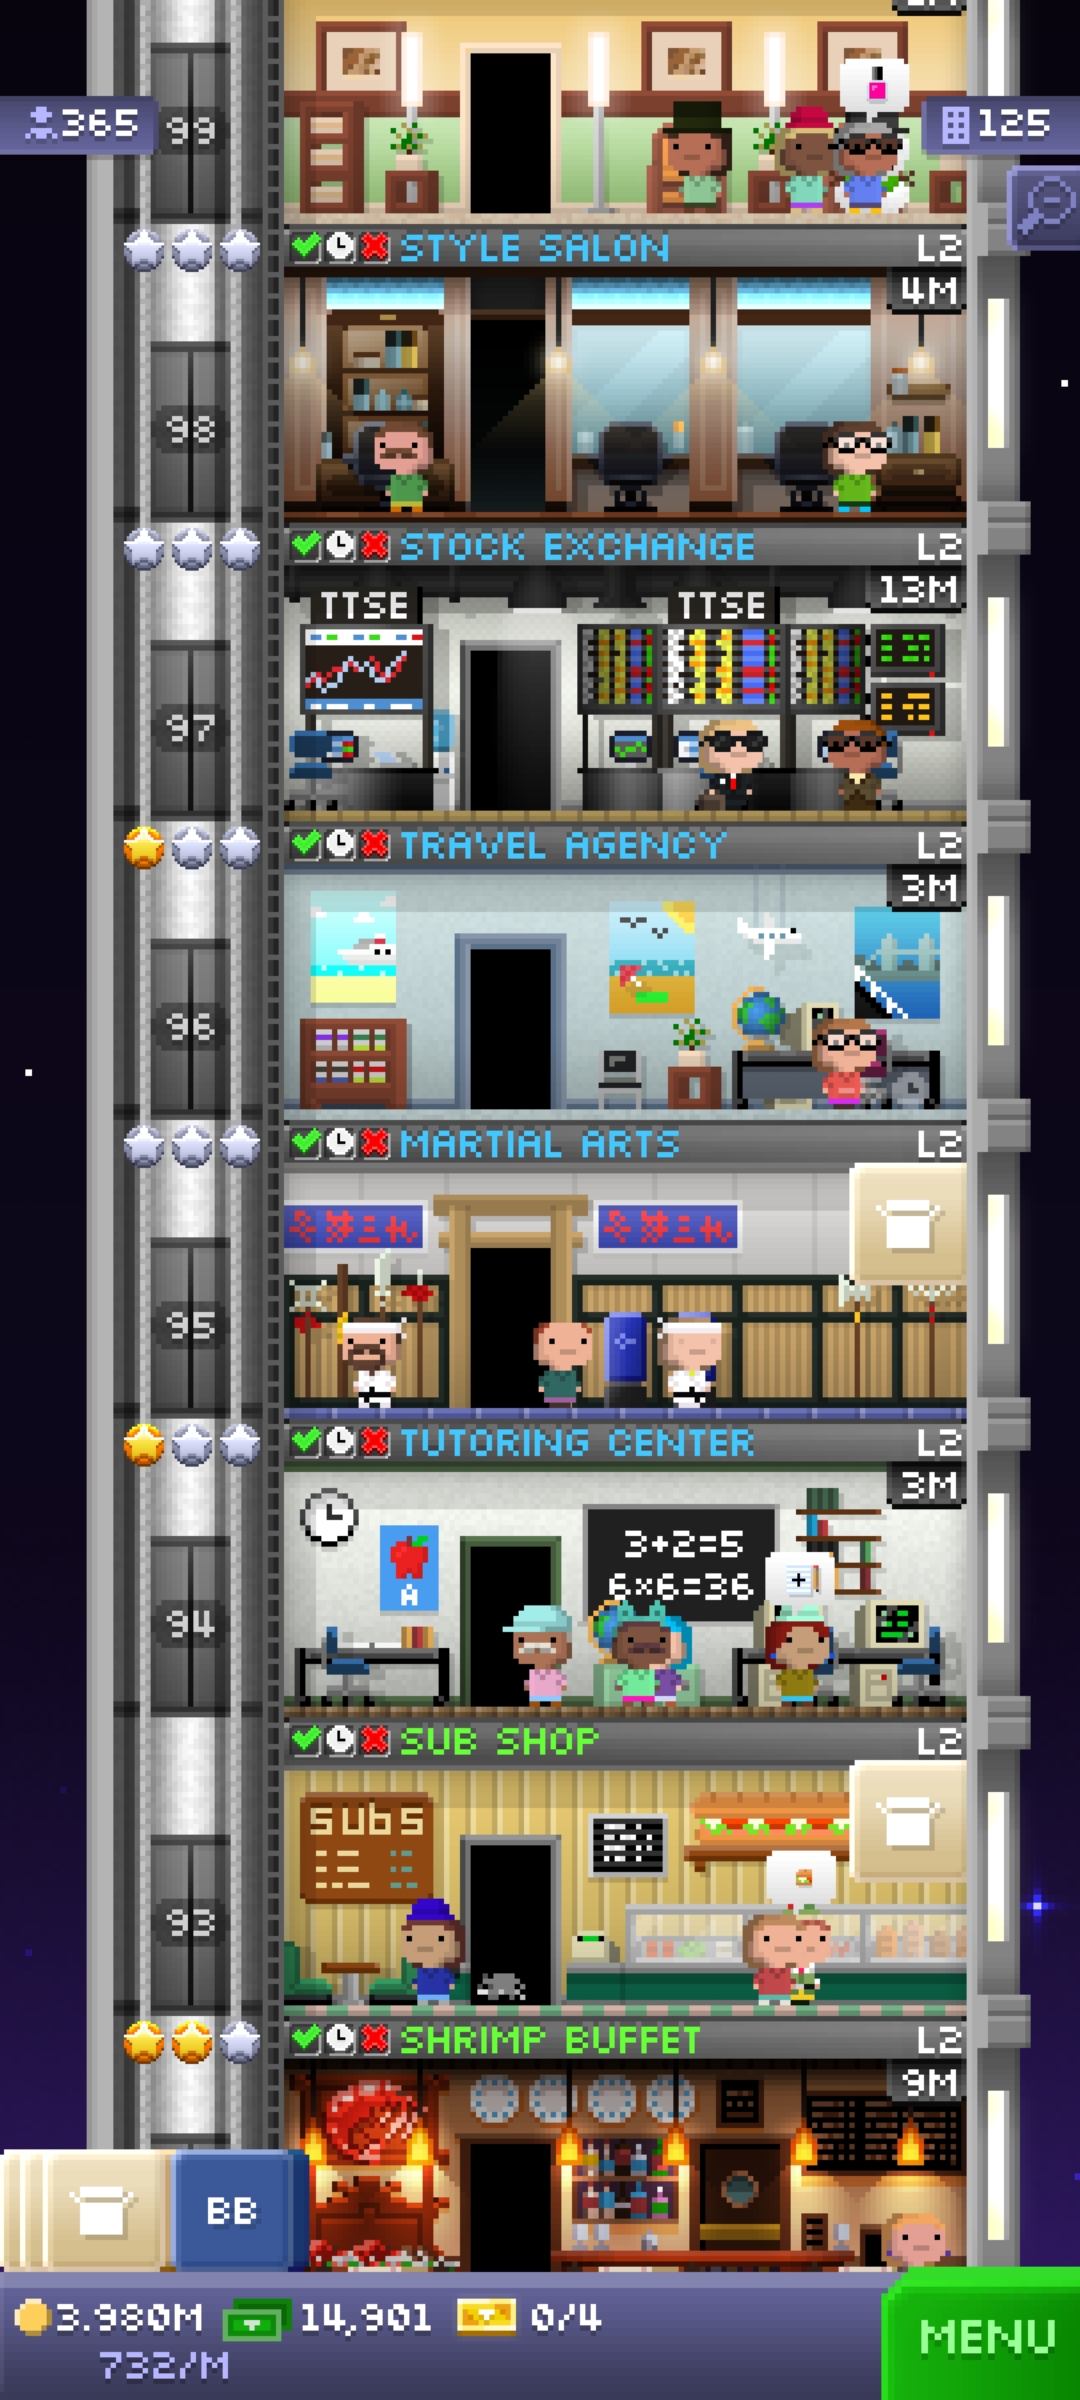 365
99
125
STYLE SALON L2
4M
98
STOCK EXCHANGE L2
13M
TTSE TTSE
97
TRAVEL AGENCY L2
3M
96
MARTIAL ARTS L2
95
TUTORING CENTER L2
3M
3+2=5
6x6=36
A
94
SUB SHOP L2
SUBS
93
SHRIMP BUFFET L2
9M
BB
3.980M 14,901 0/4
732/M
MENU